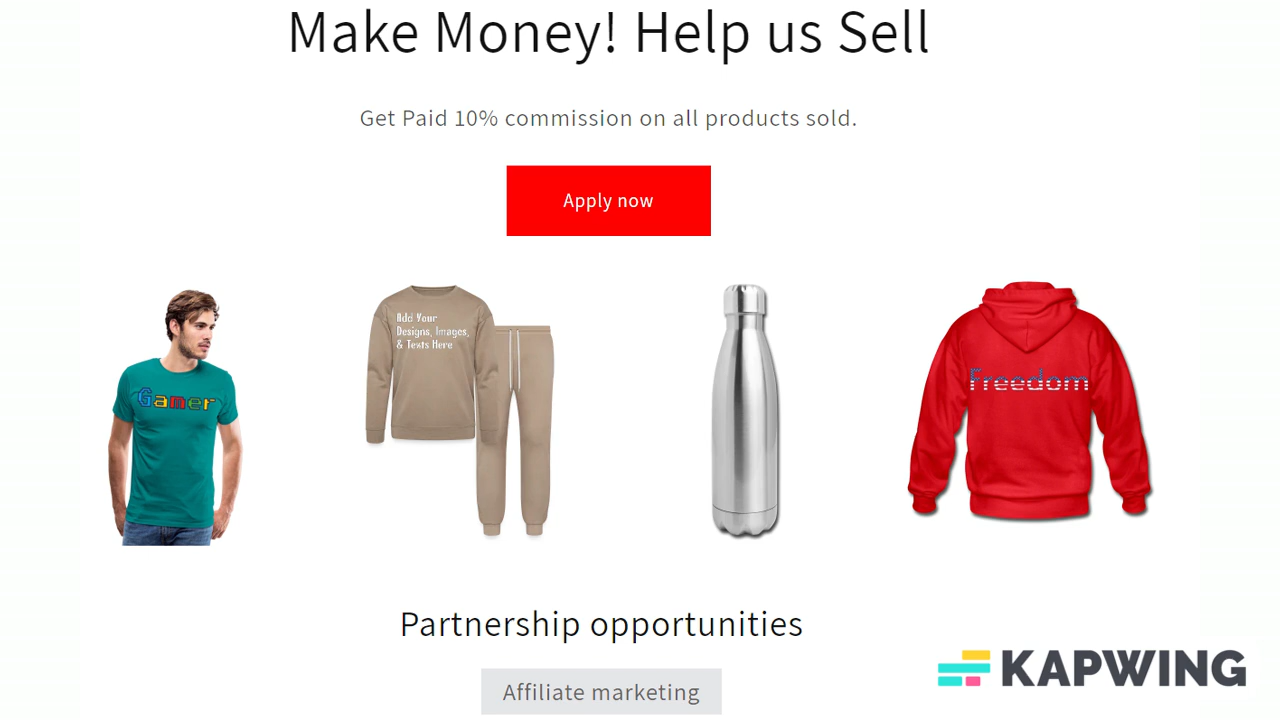 Make Money! Help us Sell
Get Paid 10% commission on all products sold.
Apply now
Gamer
Add Your
Designs, Images,
& Texts Here
Freedom
Partnership opportunities
Affiliate marketing
KAPWING